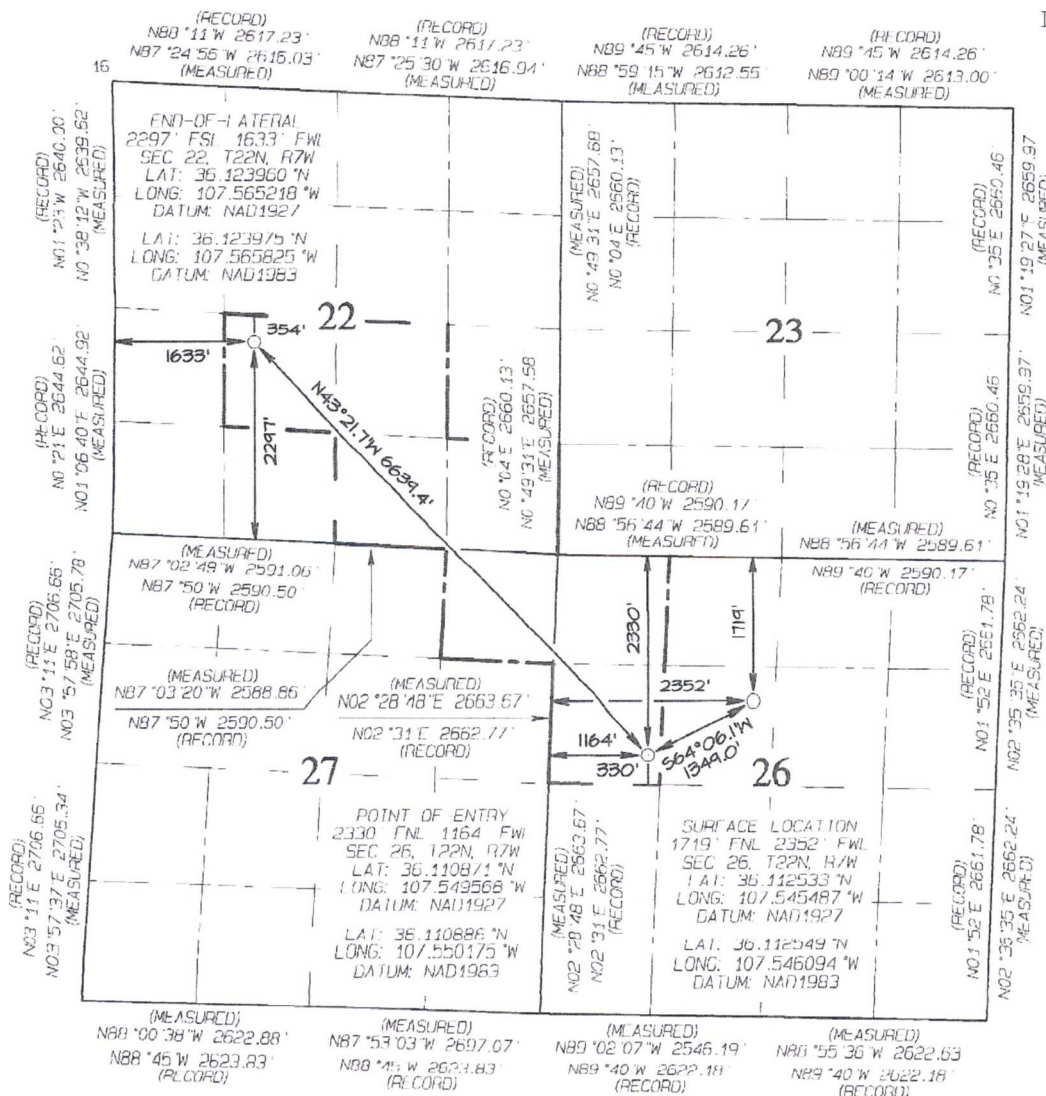 (RECORD)
N88°11'W 2617.23'
N87°24'55"W 2615.03'
(MEASURED)
(RECORD)
N88°11'W 2617.23'
N87°25'30"W 2616.94'
(MEASURED)
(RECORD)
N89°45'W 2614.26'
N88°59'15"W 2612.55'
(MEASURED)
(RECORD)
N89°45'W 2614.26'
N89°00'14"W 2613.00'
(MEASURED)
16
(RECORD)
N01°23'W 2640.00'
N0°38'12"W 2639.62'
(MEASURED)
END-OF-LATERAL
2297' FSL 1633' FWL
SEC 22, T22N, R7W
LAT: 36.123960 °N
LONG: 107.565218 °W
DATUM: NAD1927
LAT: 36.123975 °N
LONG: 107.565825 °W
DATUM: NAD1983
(MEASURED)
N0°49'31"E 2657.68'
N0°04'E 2660.13'
(RECORD)
(RECORD)
N0°35'E 2660.46'
N01°19'27"E 2659.97'
(MEASURED)
22
23
354'
1633'
2297'
N43°21.7'W 6639.4'
(RECORD)
N0°21'E 2644.62'
N01°06'40"E 2644.92'
(MEASURED)
(RECORD)
N0°04'E 2660.13'
N0°49'31"E 2657.58'
(MEASURED)
(RECORD)
N0°35'E 2660.46'
N01°19'28"E 2659.97'
(MEASURED)
(RECORD)
N89°40'W 2590.17'
N88°56'44"W 2589.61'
(MEASURED)
(MEASURED)
N88°56'44"W 2589.61'
N89°40'W 2590.17'
(RECORD)
(MEASURED)
N87°02'49"W 2591.06'
N87°50'W 2590.50'
(RECORD)
(MEASURED)
N87°03'20"W 2588.86'
N87°50'W 2590.50'
(RECORD)
(MEASURED)
N02°28'48"E 2663.67'
N02°31'E 2662.77'
(RECORD)
(RECORD)
N03°11'E 2706.66'
N03°57'58"E 2705.78'
(MEASURED)
2330'
1719'
2352'
1164'
330'
S64°06.1'W
1349.0'
(RECORD)
N01°52'E 2661.78'
N02°35'35"E 2662.24'
(MEASURED)
27
26
POINT OF ENTRY
2330' FNL 1164' FWL
SEC 26, T22N, R7W
LAT: 36.110871 °N
LONG: 107.549568 °W
DATUM: NAD1927
LAT: 36.110886 °N
LONG: 107.550175 °W
DATUM: NAD1983
SURFACE LOCATION
1719' FNL 2352' FWL
SEC 26, T22N, R7W
LAT: 36.112533 °N
LONG: 107.545487 °W
DATUM: NAD1927
LAT: 36.112549 °N
LONG: 107.546094 °W
DATUM: NAD1983
(RECORD)
N03°11'E 2706.66'
N03°57'37"E 2705.34'
(MEASURED)
(MEASURED)
N02°28'48"E 2663.67'
N02°31'E 2662.77'
(RECORD)
(RECORD)
N01°52'E 2661.78'
N02°35'35"E 2662.24'
(MEASURED)
(MEASURED)
N88°00'38"W 2622.88'
N88°45'W 2623.83'
(RECORD)
(MEASURED)
N87°53'03"W 2697.07'
N88°45'W 2623.83'
(RECORD)
(MEASURED)
N89°02'07"W 2546.19'
N89°40'W 2622.18'
(RECORD)
(MEASURED)
N88°55'36"W 2622.63
N89°40'W 2622.18'
(RECORD)